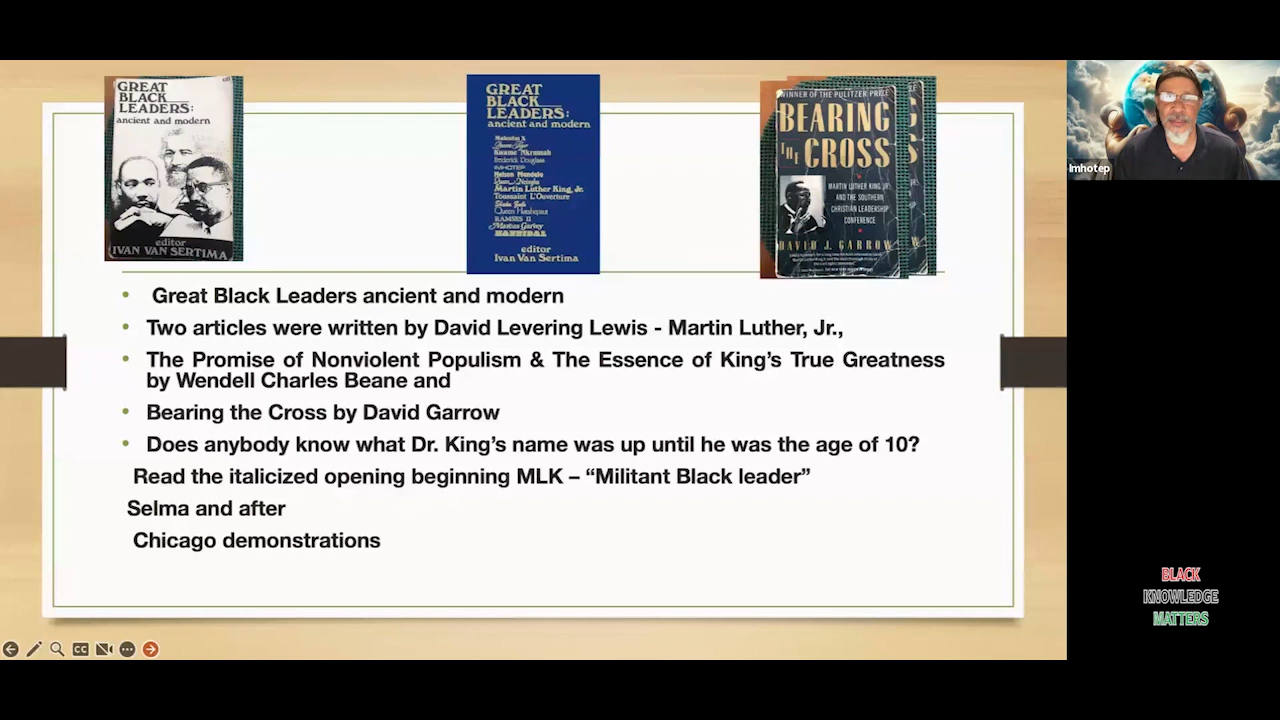 GREAT
BLACK
LEADERS:
ancient and modern
editor
IVAN VAN SERTIMA
GREAT
BLACK
LEADERS:
ancient and modern
Malcolm X
Kwame Nkrumah
Frederick Douglass
IMHOTEP
Nelson Mandela
Queen Nzingha
Martin Luther King, Jr.
Toussaint L'Ouverture
Shaka Zulu
Queen Hatshepsut
RAMSES II
Marcus Garvey
HANNIBAL
editor
Ivan Van Sertima
WINNER OF THE PULITZER PRIZE
BEARING
THE CROSS
MARTIN LUTHER KING JR.
AND THE SOUTHERN
CHRISTIAN LEADERSHIP
CONFERENCE
DAVID J. GARROW
Imhotep
• Great Black Leaders ancient and modern
• Two articles were written by David Levering Lewis - Martin Luther, Jr.,
• The Promise of Nonviolent Populism & The Essence of King’s True Greatness
by Wendell Charles Beane and
• Bearing the Cross by David Garrow
• Does anybody know what Dr. King’s name was up until he was the age of 10?
Read the italicized opening beginning MLK – “Militant Black leader”
Selma and after
Chicago demonstrations
CC
BLACK
KNOWLEDGE
MATTERS